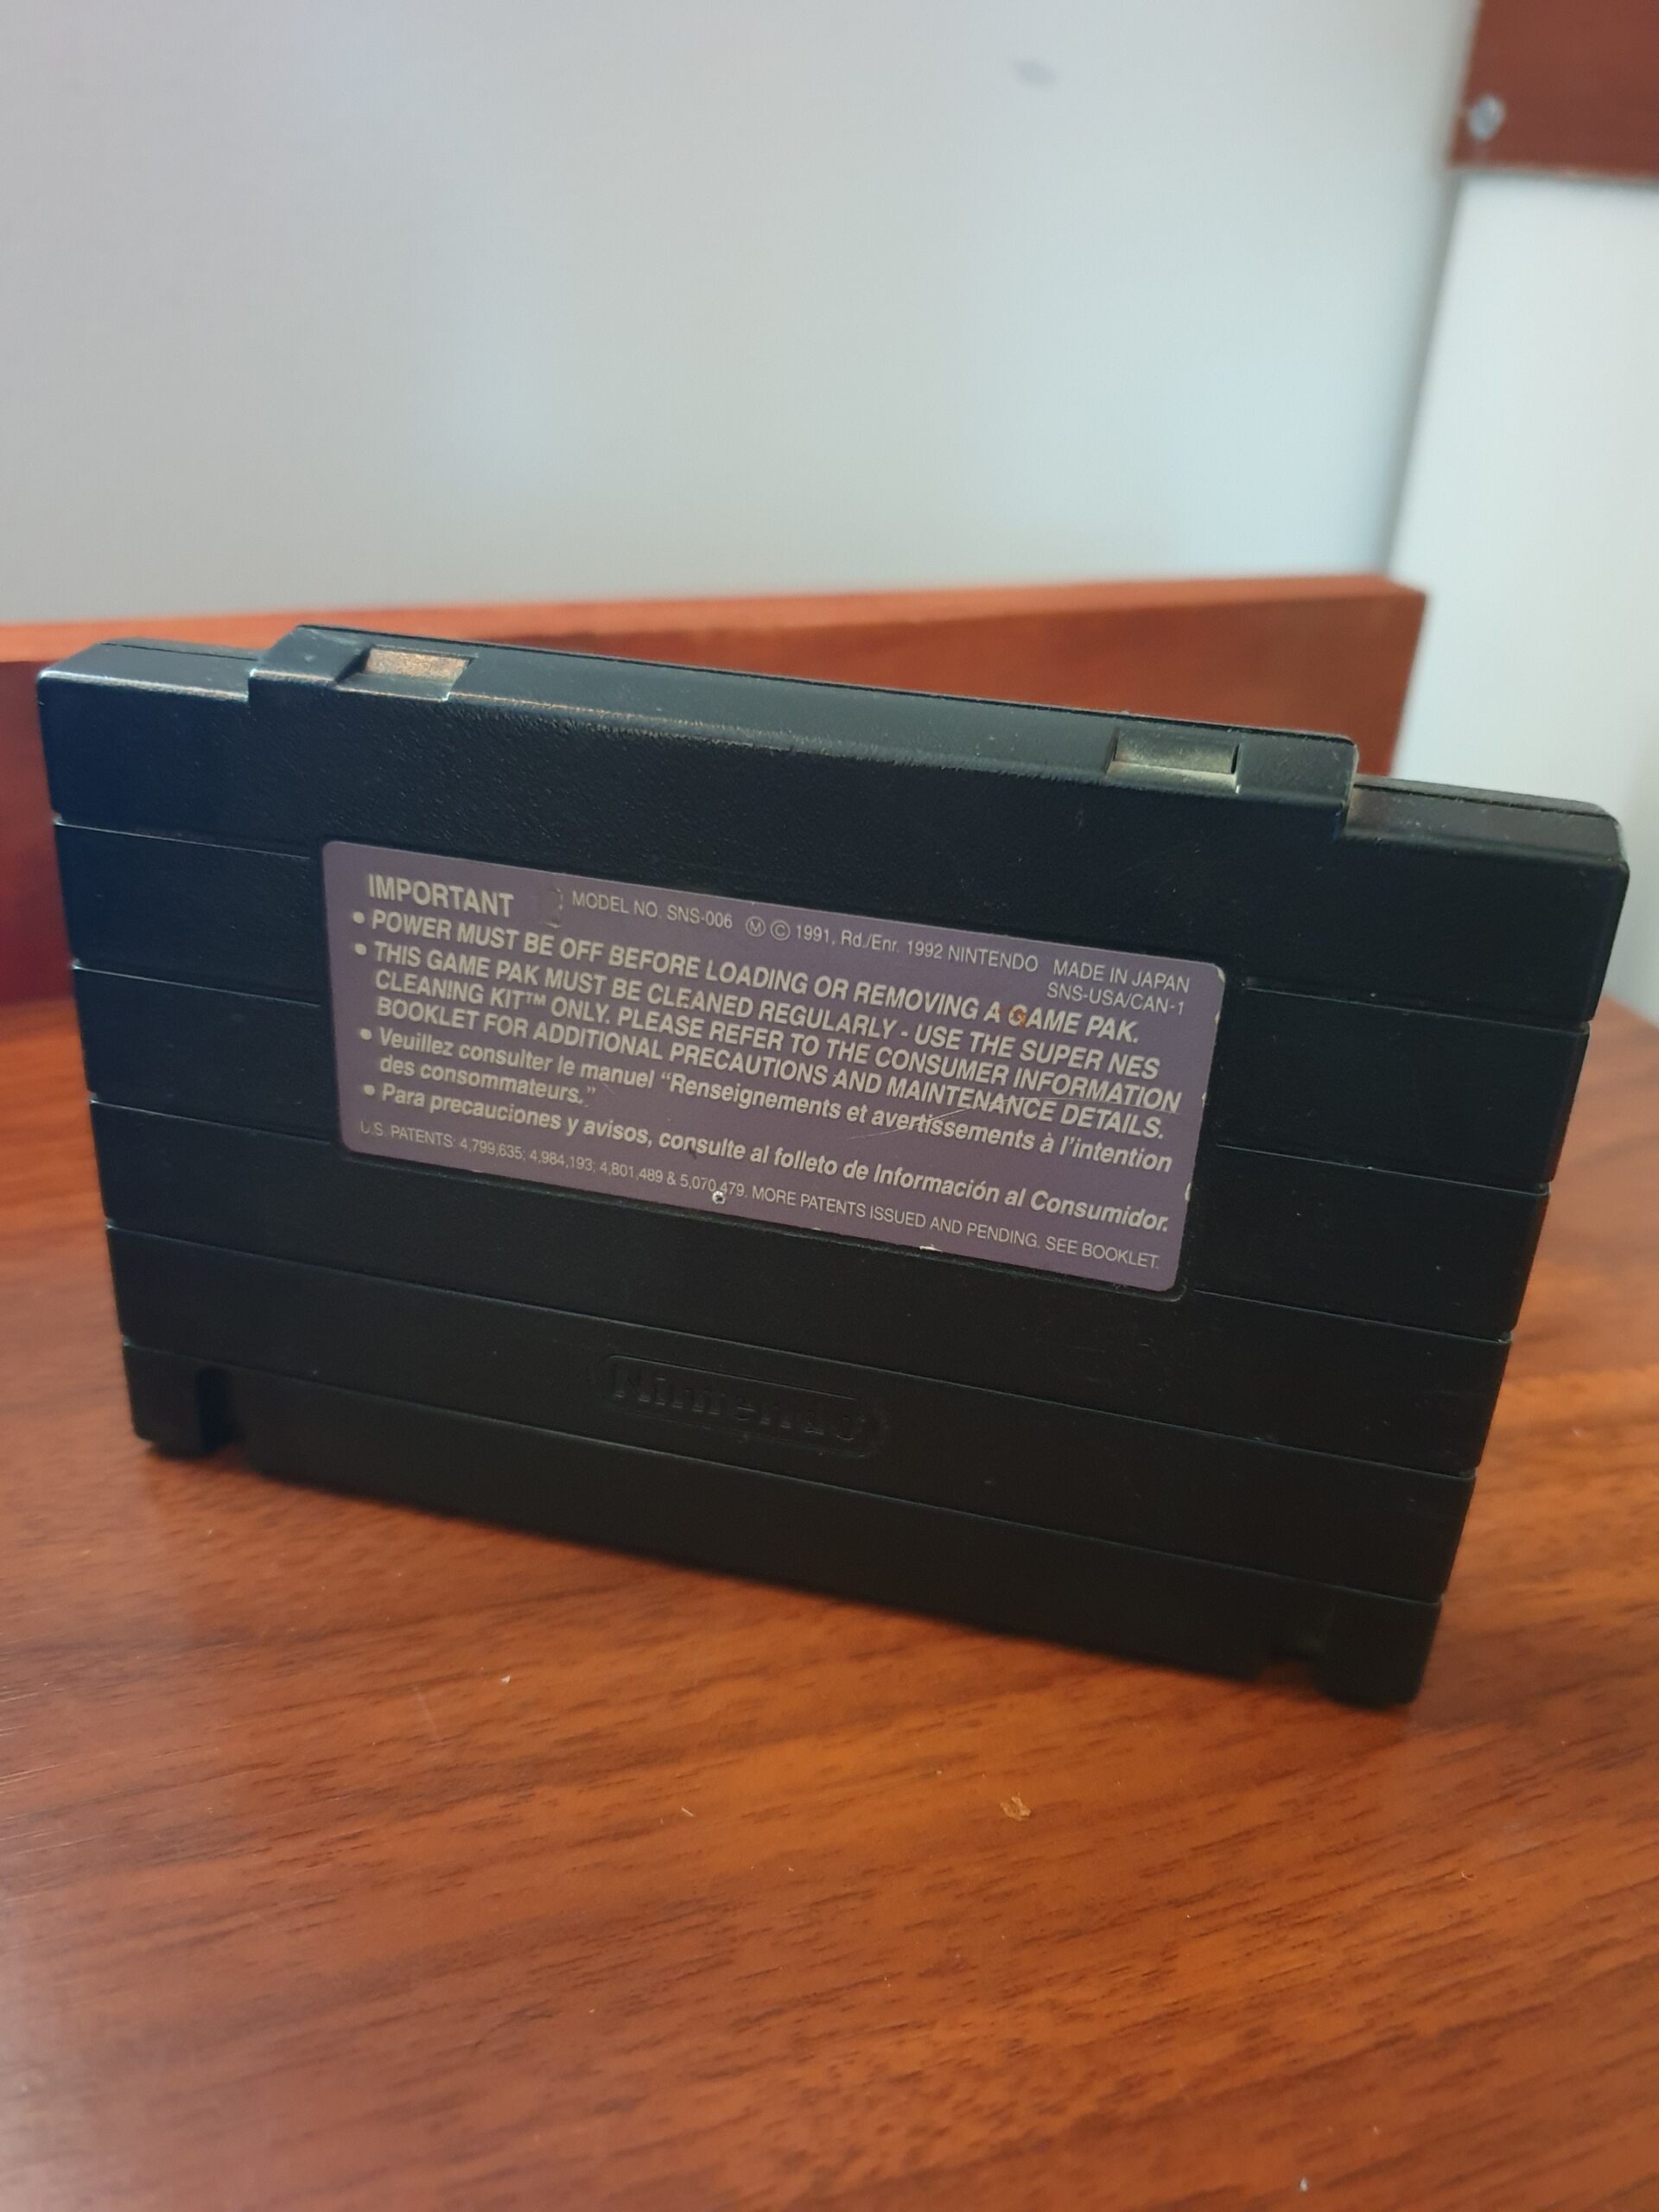 IMPORTANT MODEL NO. SNS-006 Ⓜ © 1991, Rd./Enr. 1992 NINTENDO MADE IN JAPAN
SNS-USA/CAN-1
• POWER MUST BE OFF BEFORE LOADING OR REMOVING A GAME PAK.
• THIS GAME PAK MUST BE CLEANED REGULARLY - USE THE SUPER NES
CLEANING KIT™ ONLY. PLEASE REFER TO THE CONSUMER INFORMATION
BOOKLET FOR ADDITIONAL PRECAUTIONS AND MAINTENANCE DETAILS.
• Veuillez consulter le manuel “Renseignements et avertissements à l'intention
des consommateurs.”
• Para precauciones y avisos, consulte al folleto de Información al Consumidor.
U.S. PATENTS: 4,799,635; 4,984,193; 4,801,489 & 5,070,479. MORE PATENTS ISSUED AND PENDING. SEE BOOKLET.
Nintendo